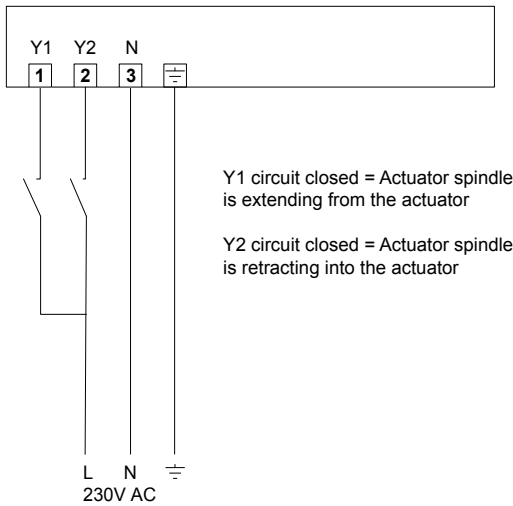 Y1 Y2 N
1 2 3
Y1 circuit closed = Actuator spindle
is extending from the actuator
Y2 circuit closed = Actuator spindle
is retracting into the actuator
L N
230V AC